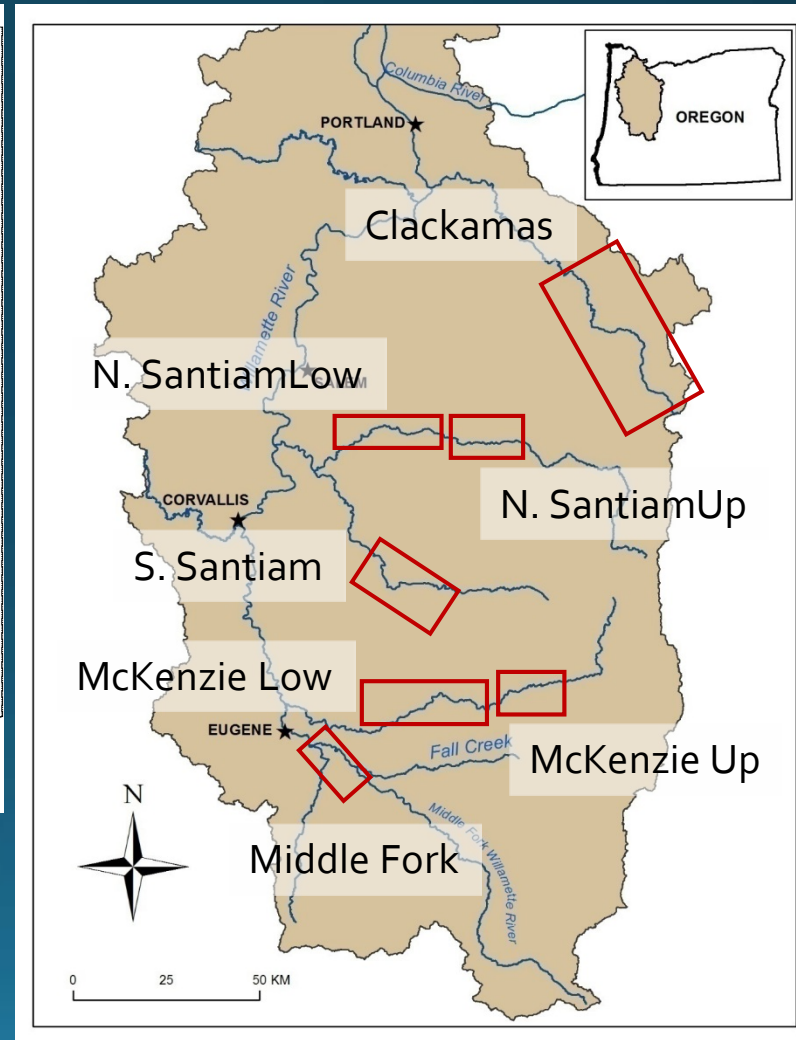 Columbia River
PORTLAND
OREGON
Clackamas
Willamette River
N. SantiamLow
SALEM
N. SantiamUp
CORVALLIS
S. Santiam
McKenzie Low
EUGENE
Fall Creek
McKenzie Up
N
Middle Fork
Middle Fork Willamette River
0 25 50 KM